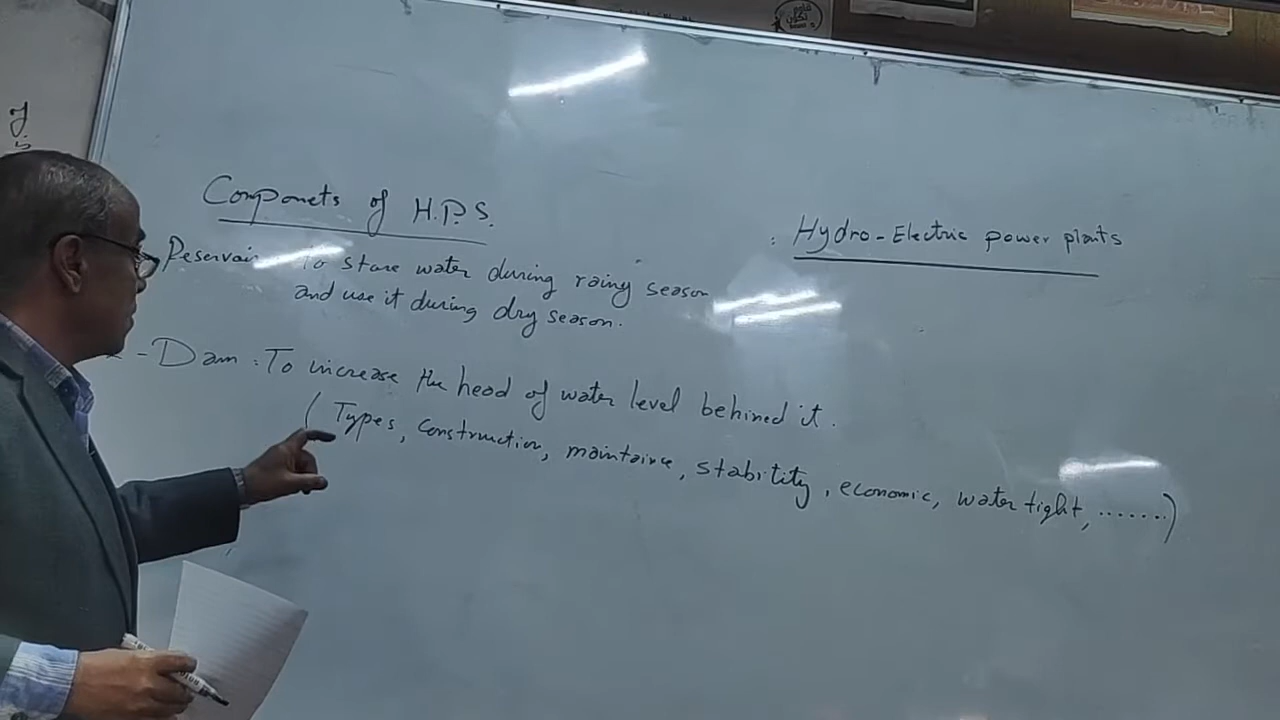 Componets of H.P.S.
: Hydro-Electric power plants
Reservair To store water during rainy season
and use it during dry season.
- Dam : To increase the head of water level behined it.
( Types, Construction, maintaince, stability, economic, water tight, .......)